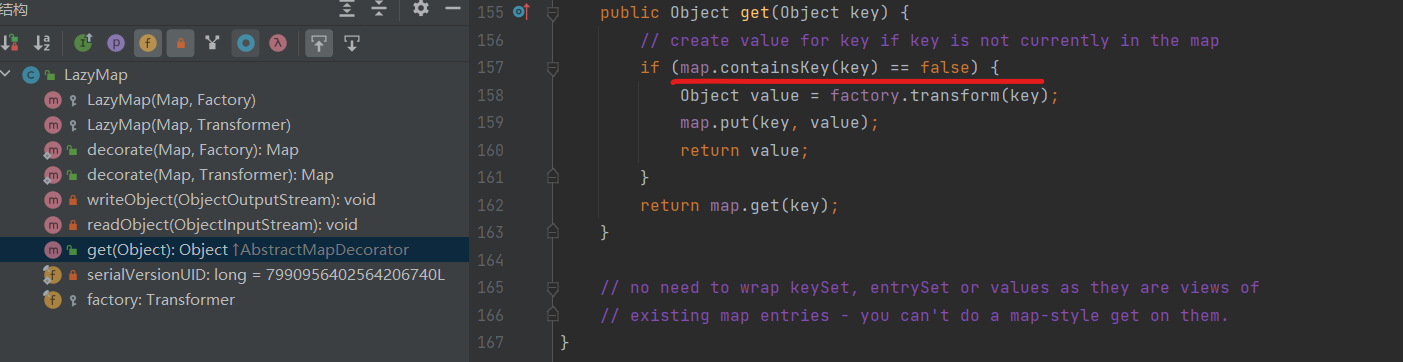 结构
LazyMap
LazyMap(Map, Factory)
LazyMap(Map, Transformer)
decorate(Map, Factory): Map
decorate(Map, Transformer): Map
writeObject(ObjectOutputStream): void
readObject(ObjectInputStream): void
get(Object): Object ↑AbstractMapDecorator
serialVersionUID: long = 7990956402564206740L
factory: Transformer
155 public Object get(Object key) {
156 // create value for key if key is not currently in the map
157 if (map.containsKey(key) == false) {
158 Object value = factory.transform(key);
159 map.put(key, value);
160 return value;
161 }
162 return map.get(key);
163 }
164
165 // no need to wrap keySet, entrySet or values as they are views of
166 // existing map entries - you can't do a map-style get on them.
167 }